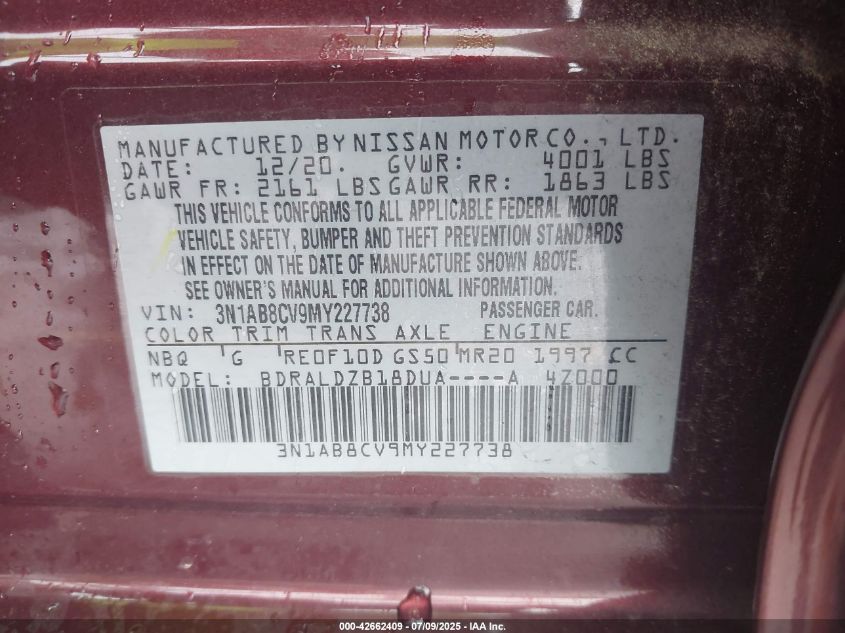 MANUFACTURED BY NISSAN MOTOR CO., LTD.
DATE: 12/20. GVWR: 4001 LBS
GAWR FR: 2161 LBS GAWR RR: 1863 LBS
THIS VEHICLE CONFORMS TO ALL APPLICABLE FEDERAL MOTOR
VEHICLE SAFETY, BUMPER AND THEFT PREVENTION STANDARDS
IN EFFECT ON THE DATE OF MANUFACTURE SHOWN ABOVE.
SEE OWNER'S MANUAL FOR ADDITIONAL INFORMATION.
VIN: 3N1AB8CV9MY227738 PASSENGER CAR.
COLOR TRIM TRANS AXLE ENGINE
NBQ 'G 'RE0F10D GS50'MR20 1997 CC
MODEL: BDRALDZB18DUA----A 4Z000
3N1AB8CV9MY227738
000-42662409 - 07/09/2025 - IAA Inc.